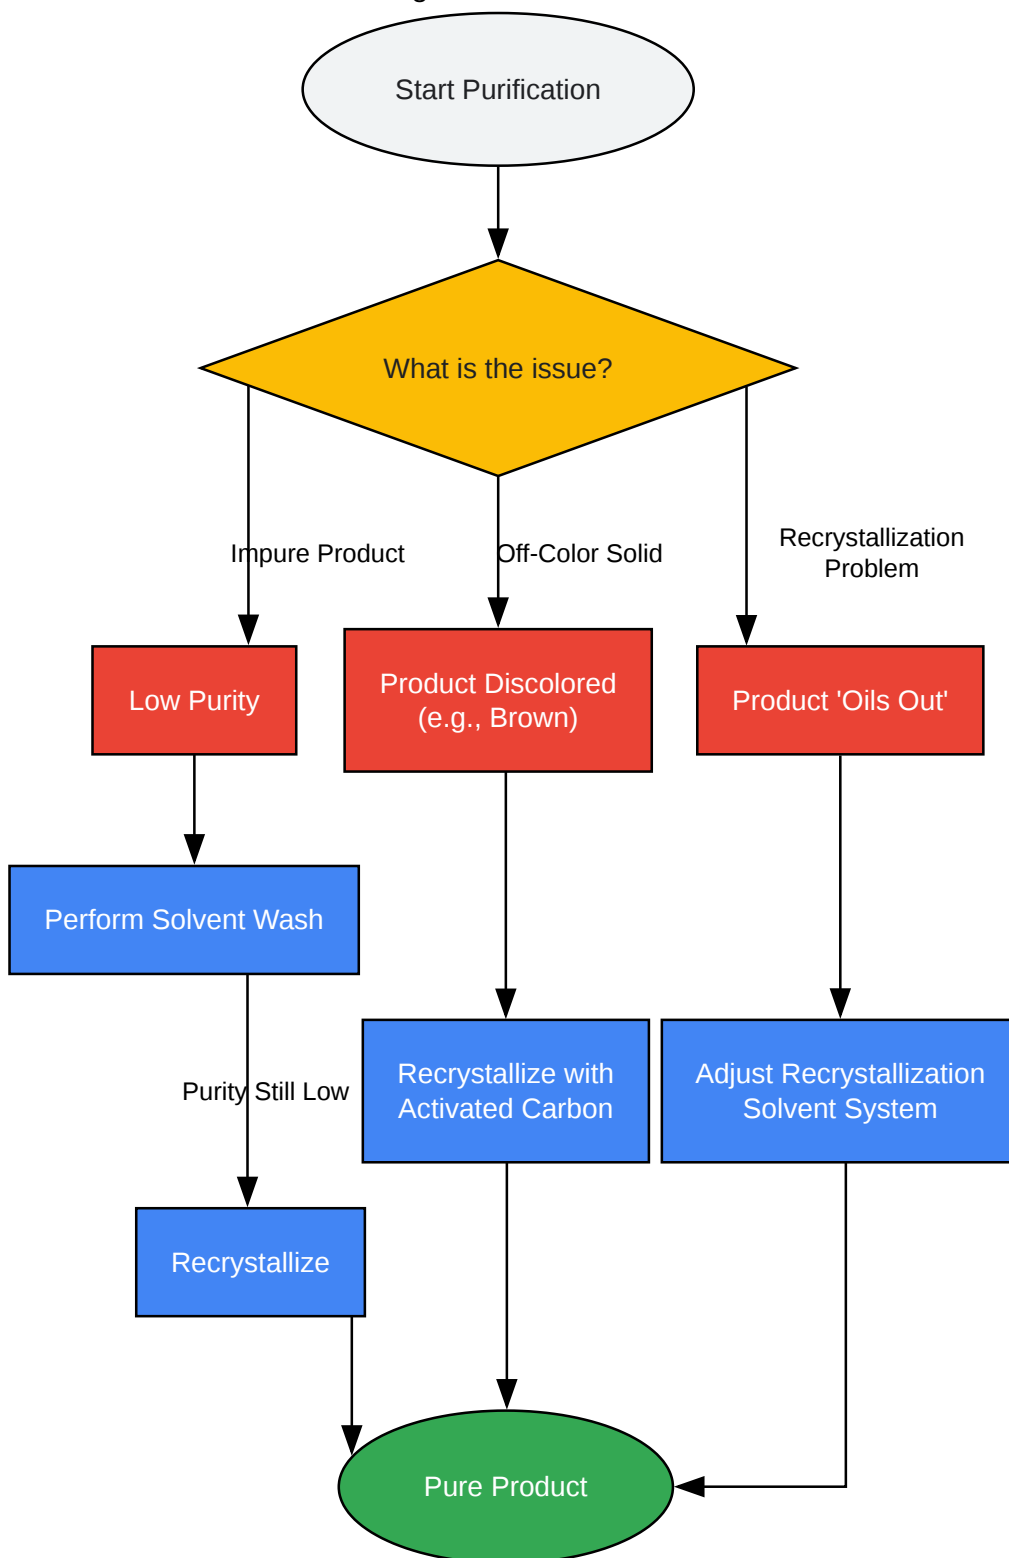 Start Purification
What is the issue?
Impure Product
Off-Color Solid
Recrystallization
Problem
Low Purity
Product Discolored
(e.g., Brown)
Product 'Oils Out'
Perform Solvent Wash
Purity Still Low
Recrystallize with
Activated Carbon
Adjust Recrystallization
Solvent System
Recrystallize
Pure Product